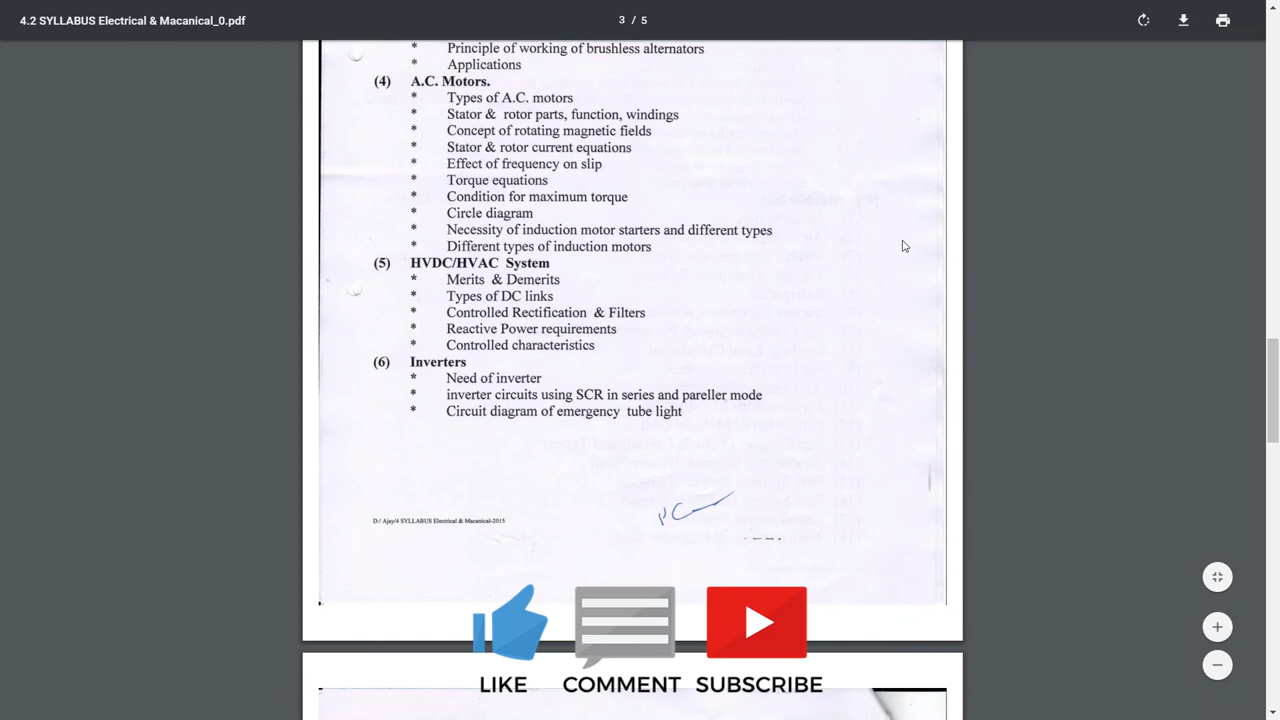 4.2 SYLLABUS Electrical & Macanical_0.pdf
3 / 5
* Principle of working of brushless alternators
* Applications
(4) A.C. Motors.
* Types of A.C. motors
* Stator & rotor parts, function, windings
* Concept of rotating magnetic fields
* Stator & rotor current equations
* Effect of frequency on slip
* Torque equations
* Condition for maximum torque
* Circle diagram
* Necessity of induction motor starters and different types
* Different types of induction motors
(5) HVDC/HVAC System
* Merits & Demerits
* Types of DC links
* Controlled Rectification & Filters
* Reactive Power requirements
* Controlled characteristics
(6) Inverters
* Need of inverter
* inverter circuits using SCR in series and pareller mode
* Circuit diagram of emergency tube light
D:/ Ajay/4 SYLLABUS Electrical & Macanical-2015
LIKE COMMENT SUBSCRIBE